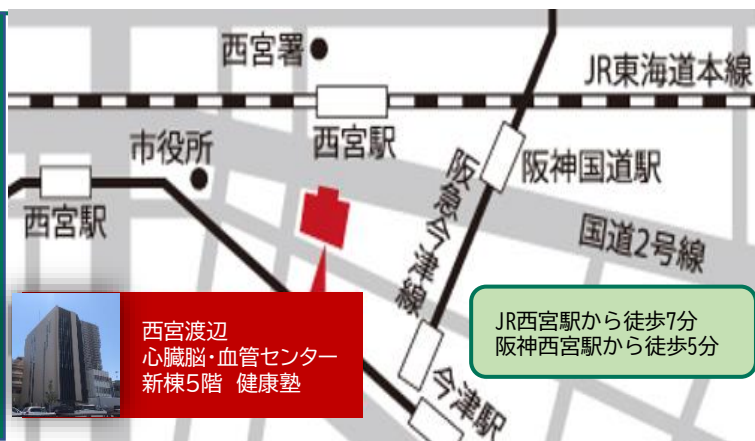 西宮署
JR東海道本線
市役所
西宮駅
阪神国道駅
西宮駅
阪急今津線
国道2号線
西宮渡辺
心臓脳・血管センター
新棟5階 健康塾
JR西宮駅から徒歩7分
阪神西宮駅から徒歩5分
今津駅